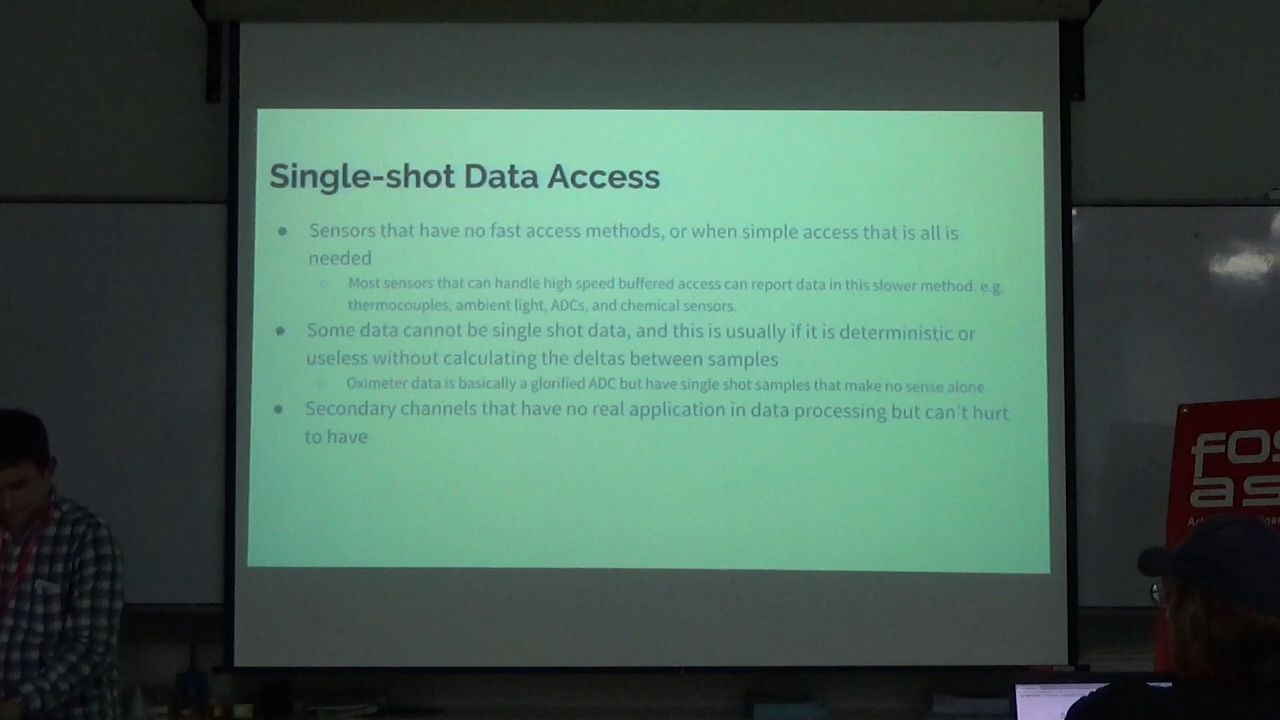 Single-shot Data Access
● Sensors that have no fast access methods, or when simple access that is all is
needed
○ Most sensors that can handle high speed buffered access can report data in this slower method. e.g.
thermocouples, ambient light, ADCs, and chemical sensors.
● Some data cannot be single shot data, and this is usually if it is deterministic or
useless without calculating the deltas between samples
○ Oximeter data is basically a glorified ADC but have single shot samples that make no sense alone
● Secondary channels that have no real application in data processing but can't hurt
to have